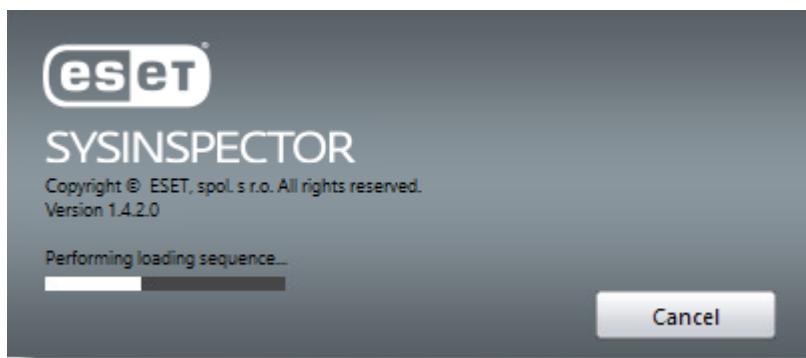 eseT®
SYSINSPECTOR
Copyright © ESET, spol. s r.o. All rights reserved.
Version 1.4.2.0
Performing loading sequence...
Cancel